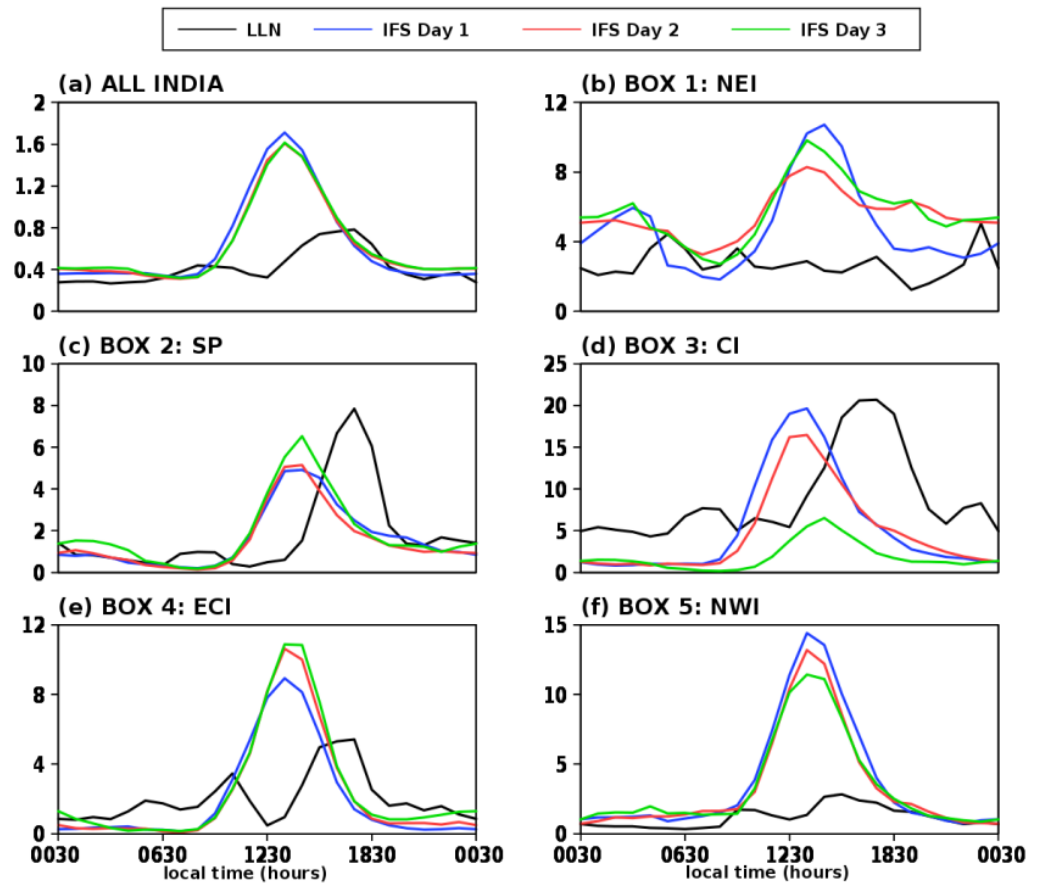 LLN IFS Day 1 IFS Day 2 IFS Day 3
(a) ALL INDIA
2
1.6
1.2
0.8
0.4
0
(b) BOX 1: NEI
12
8
4
0
(c) BOX 2: SP
10
8
6
4
2
0
(d) BOX 3: CI
25
20
15
10
5
0
(e) BOX 4: ECI
12
8
4
0
0030 0630 1230 1830 0030
local time (hours)
(f) BOX 5: NWI
15
10
5
0
0030 0630 1230 1830 0030
local time (hours)